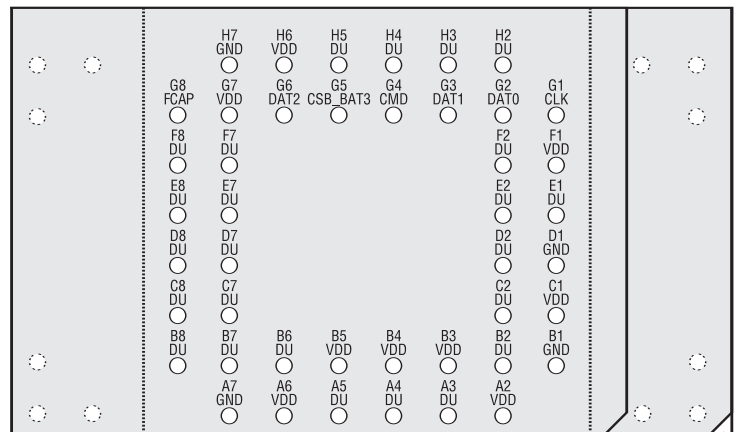 H7 H6 H5 H4 H3 H2
GND VDD DU DU DU DU
G8 G7 G6 G5 G4 G3 G2 G1
FCAP VDD DAT2 CSB_BAT3 CMD DAT1 DAT0 CLK
F8 F7 F2 F1
DU DU DU VDD
E8 E7 E2 E1
DU DU DU DU
D8 D7 D2 D1
DU DU DU GND
C8 C7 C2 C1
DU DU DU VDD
B8 B7 B6 B5 B4 B3 B2 B1
DU DU DU VDD VDD VDD DU GND
A7 A6 A5 A4 A3 A2
GND VDD DU DU DU VDD